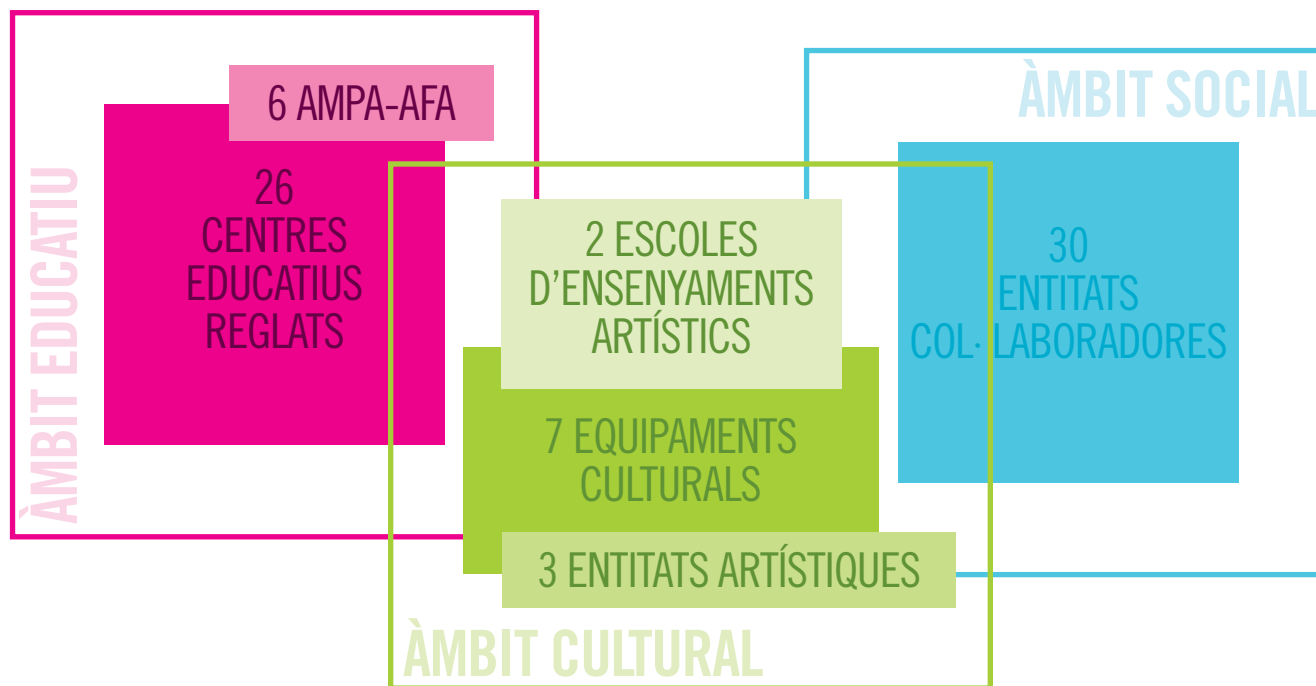 ÀMBIT EDUCATIU
6 AMPA-AFA
26
CENTRES
EDUCATIUS
REGLATS
ÀMBIT SOCIAL
30
ENTITATS
COL· LABORADORES
2 ESCOLES
D'ENSENYAMENTS
ARTÍSTICS
7 EQUIPAMENTS
CULTURALS
3 ENTITATS ARTÍSTIQUES
ÀMBIT CULTURAL